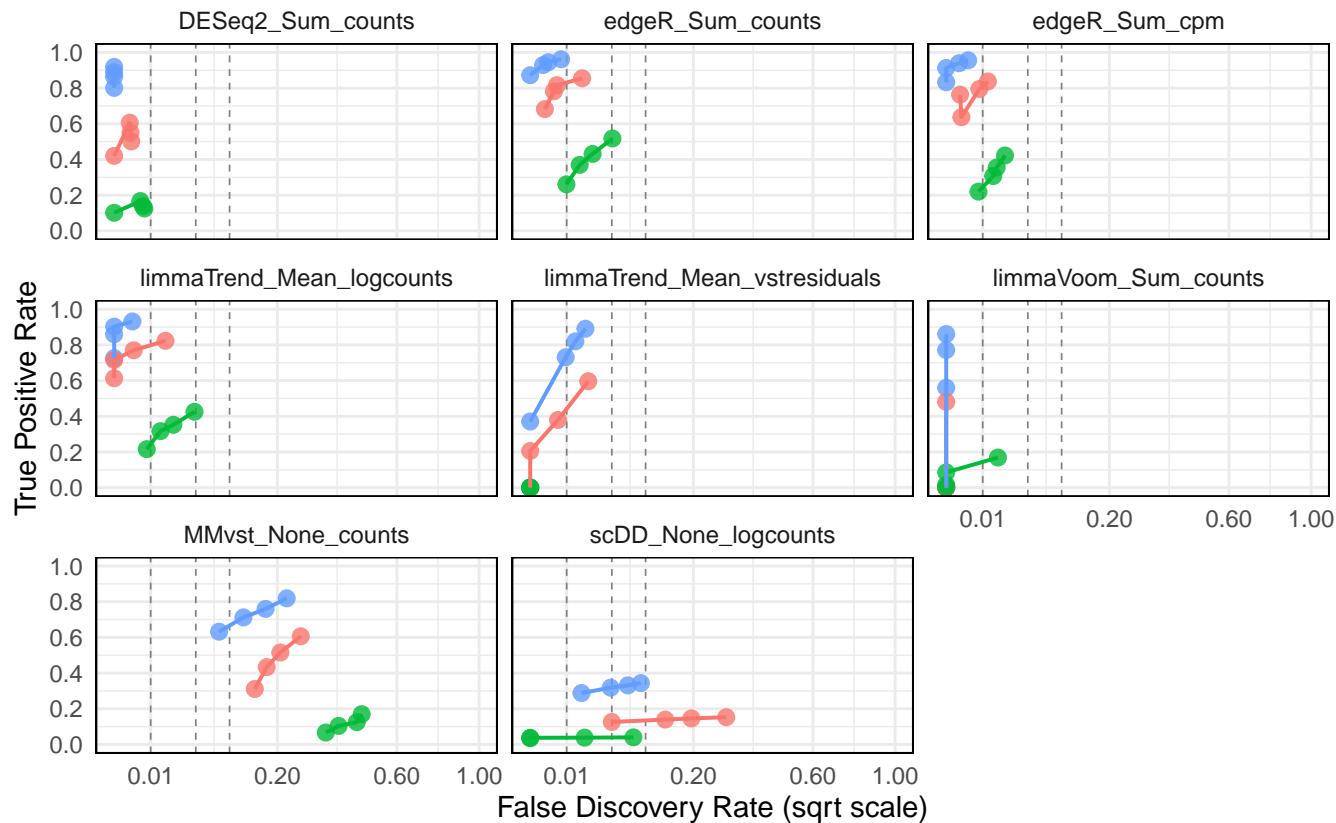 DESeq2_Sum_counts
edgeR_Sum_counts
edgeR_Sum_cpm
1.0
0.8
0.6
0.4
0.2
0.0
limmaTrend_Mean_logcounts
limmaTrend_Mean_vstresiduals
limmaVoom_Sum_counts
1.0
0.8
0.6
0.4
0.2
0.0
True Positive Rate
0.01 0.20 0.60 1.00
MMvst_None_counts
scDD_None_logcounts
1.0
0.8
0.6
0.4
0.2
0.0
0.01 0.20 0.60 1.00
0.01 0.20 0.60 1.00
False Discovery Rate (sqrt scale)